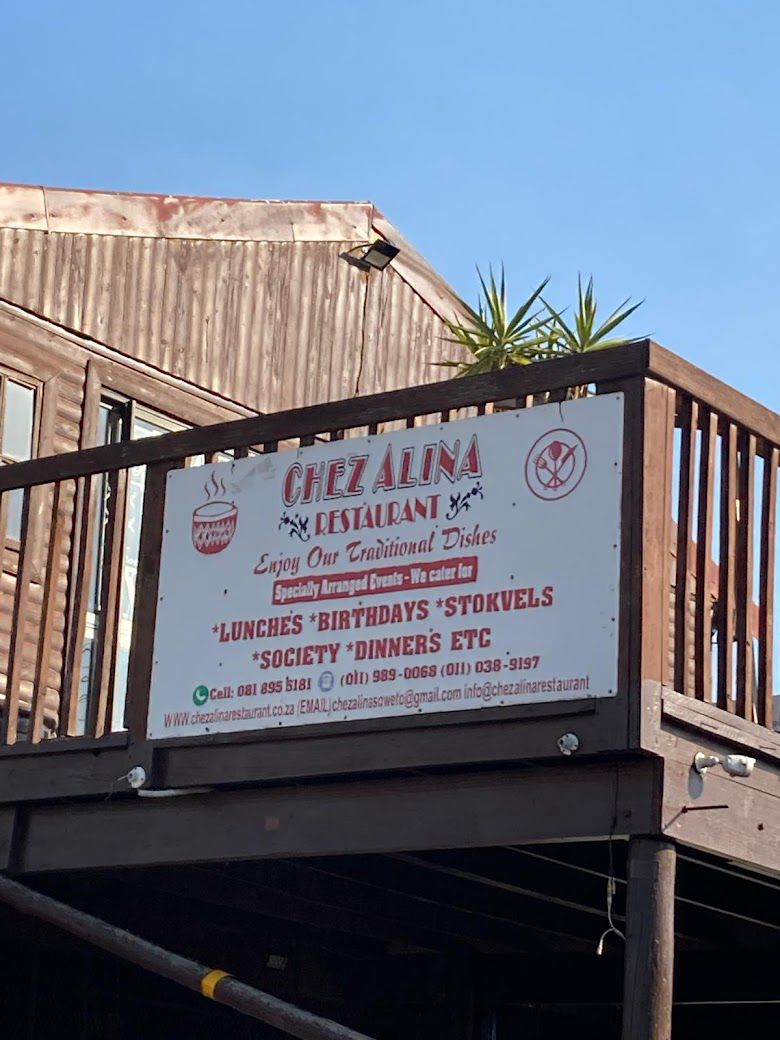 CHEZ ALINA
RESTAURANT
Enjoy Our Traditional Dishes
Specially Arranged Events - We cater for
*LUNCHES *BIRTHDAYS *STOKVELS
*SOCIETY *DINNER'S ETC
Cell: 081 895 5181 (011) 989-0068 (011) 038-9197
WWW.chezalinarestaurant.co.za (EMAIL) chezalinasoweto@gmail.com info@chezalinarestaurant